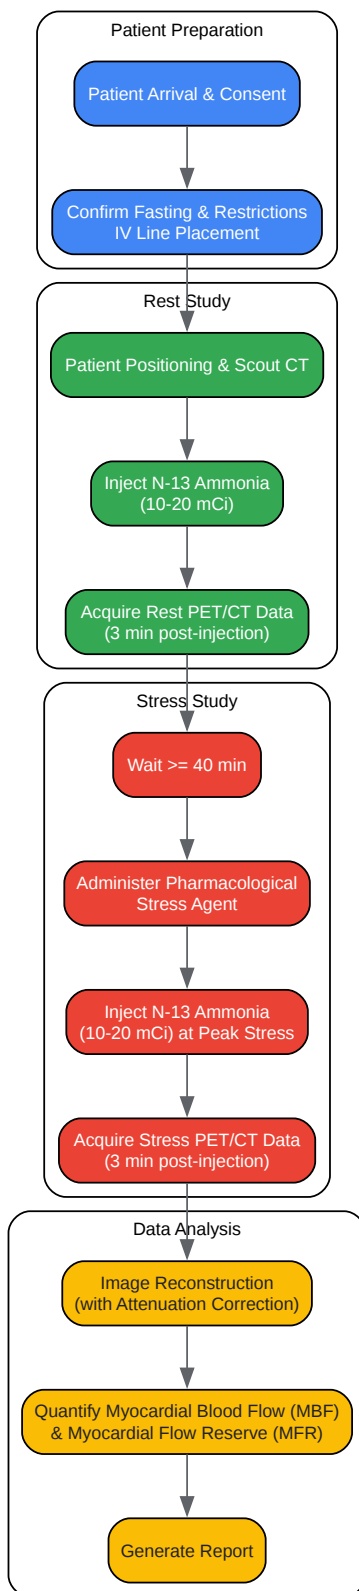 Patient Preparation
Patient Arrival & Consent
Confirm Fasting & Restrictions
IV Line Placement
Rest Study
Patient Positioning & Scout CT
Inject N-13 Ammonia
(10-20 mCi)
Acquire Rest PET/CT Data
(3 min post-injection)
Stress Study
Wait >= 40 min
Administer Pharmacological
Stress Agent
Inject N-13 Ammonia
(10-20 mCi) at Peak Stress
Acquire Stress PET/CT Data
(3 min post-injection)
Data Analysis
Image Reconstruction
(with Attenuation Correction)
Quantify Myocardial Blood Flow (MBF)
& Myocardial Flow Reserve (MFR)
Generate Report